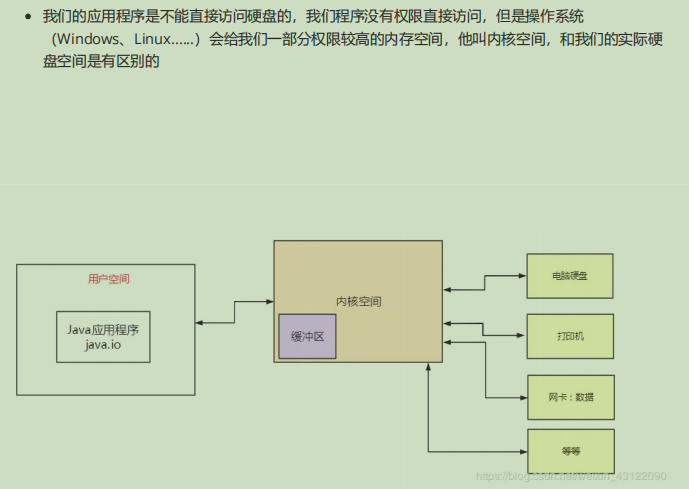 • 我们的应用程序是不能直接访问硬盘的，我们程序没有权限直接访问，但是操作系统
（Windows、Linux......）会给我们一部分权限较高的内存空间，他叫内核空间，和我们的实际硬
盘空间是有区别的
用户空间
Java应用程序
java.io
内核空间
缓冲区
电脑硬盘
打印机
网卡：数据
等等